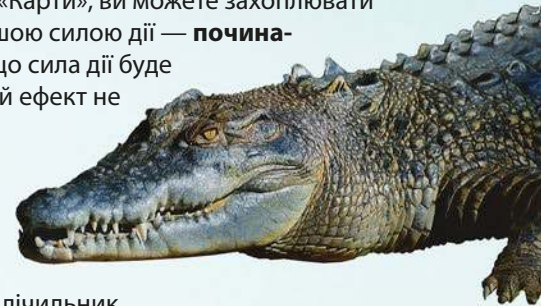 «Карти», ви можете захоплювати
шою силою дії — почина-
що сила дії буде
й ефект не
лічильник